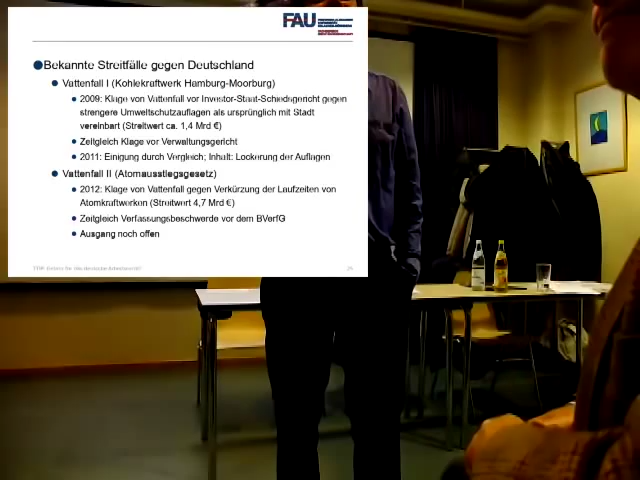 FAU
Bekannte Streitfälle gegen Deutschland
Vattenfall I (Kohlekraftwerk Hamburg-Moorburg)
2009: Klage von Vattenfall vor Investor-Staat-Schiedsgericht gegen
strengere Umweltschutzauflagen als ursprünglich mit Stadt
vereinbart (Streitwert ca. 1,4 Mrd €)
Zeitgleich Klage vor Verwaltungsgericht
2011: Einigung durch Vergleich; Inhalt: Lockerung der Auflagen
Vattenfall II (Atomausstiegsgesetz)
2012: Klage von Vattenfall gegen Verkürzung der Laufzeiten von
Atomkraftwerken (Streitwert 4,7 Mrd €)
Zeitgleich Verfassungsbeschwerde vor dem BVerfG
Ausgang noch offen